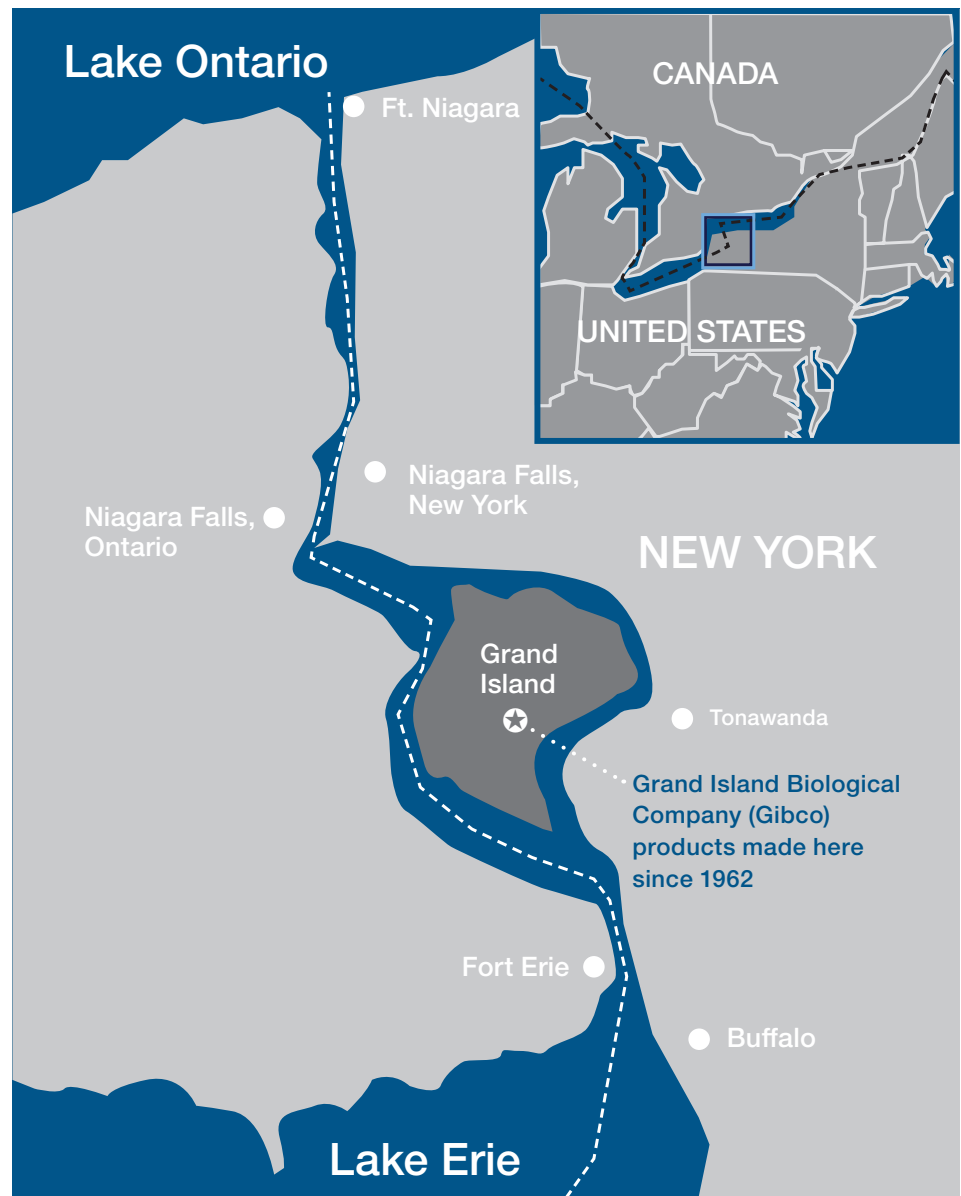 Lake Ontario
Ft. Niagara
CANADA
UNITED STATES
Niagara Falls,
New York
Niagara Falls,
Ontario
NEW YORK
Grand
Island
Tonawanda
Grand Island Biological
Company (Gibco)
products made here
since 1962
Fort Erie
Buffalo
Lake Erie